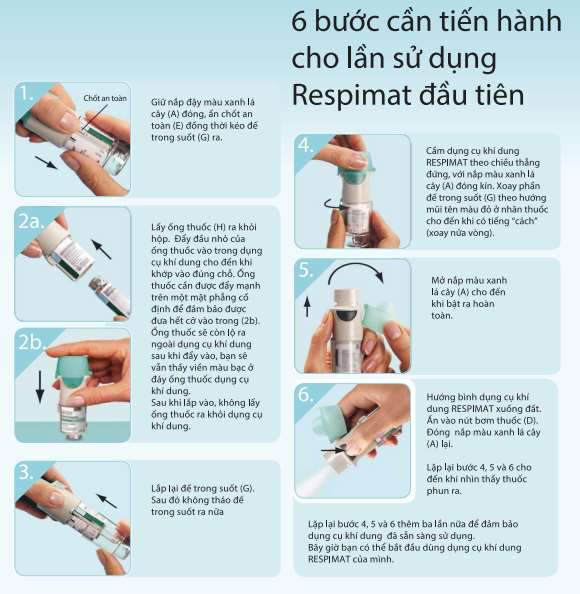 6 bước cần tiến hành
cho lần sử dụng
Respimat đầu tiên
1.
Chốt an toàn
Giữ nắp đậy màu xanh lá
cây (A) đóng, ấn chốt an
toàn (E) đồng thời kéo đế
trong suốt (G) ra.
2a.
Lấy ống thuốc (H) ra khỏi
hộp. Đẩy đầu nhỏ của
ống thuốc vào trong dụng
cụ khí dung cho đến khi
khớp vào đúng chỗ. Ống
thuốc cần được đẩy mạnh
trên một mặt phẳng cố
định để đảm bảo được
đưa hết cỡ vào trong (2b).
2b.
Ống thuốc sẽ còn lộ ra
ngoài dụng cụ khí dung
sau khi đẩy vào, bạn sẽ
vẫn thấy viền màu bạc ở
đáy ống thuốc dụng cụ
khí dung.
Sau khi lắp vào, không lấy
ống thuốc ra khỏi dụng cụ
khí dung.
3.
Lắp lại đế trong suốt (G).
Sau đó không tháo đế
trong suốt ra nữa
4.
Cầm dụng cụ khí dung
RESPIMAT theo chiều thẳng
đứng, với nắp màu xanh lá
cây (A) đóng kín. Xoay phần
đế trong suốt (G) theo hướng
mũi tên màu đỏ ở nhãn thuốc
cho đến khi có tiếng “cách”
(xoay nửa vòng).
5.
Mở nắp màu xanh
lá cây (A) cho đến
khi bật ra hoàn
toàn.
6.
Hướng bình dụng cụ khí
dung RESPIMAT xuống đất.
Ấn vào nút bơm thuốc (D).
Đóng nắp màu xanh lá cây
(A) lại.
Lặp lại bước 4, 5 và 6 cho
đến khi nhìn thấy thuốc
phun ra.
Lặp lại bước 4, 5 và 6 thêm ba lần nữa để đảm bảo
dụng cụ khí dung đã sẵn sàng sử dụng.
Bây giờ bạn có thể bắt đầu dùng dụng cụ khí dung
RESPIMAT của mình.